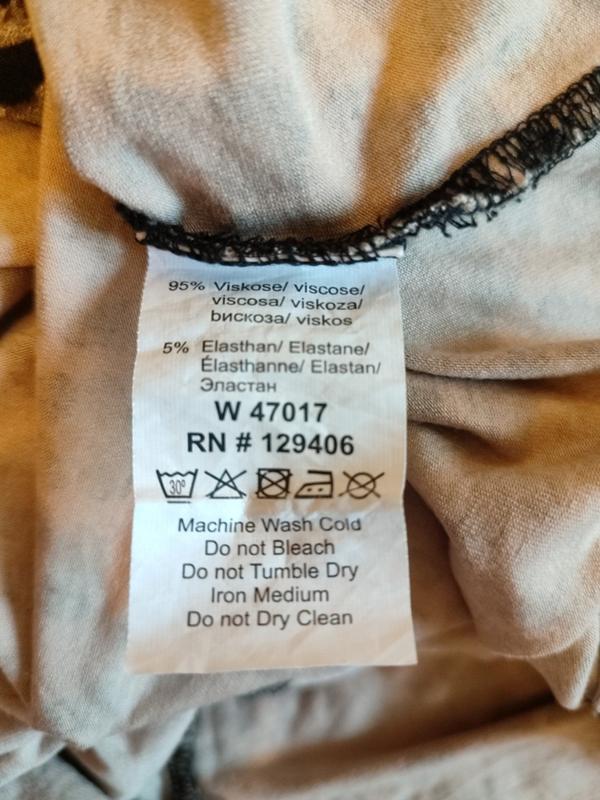 95% Viskose/ viscose/
viscosa/ viskoza/
вискоза/ viskos
5% Elasthan/ Elastane/
Élasthanne/ Elastan/
Эластан
W 47017
RN # 129406
30°
Machine Wash Cold
Do not Bleach
Do not Tumble Dry
Iron Medium
Do not Dry Clean